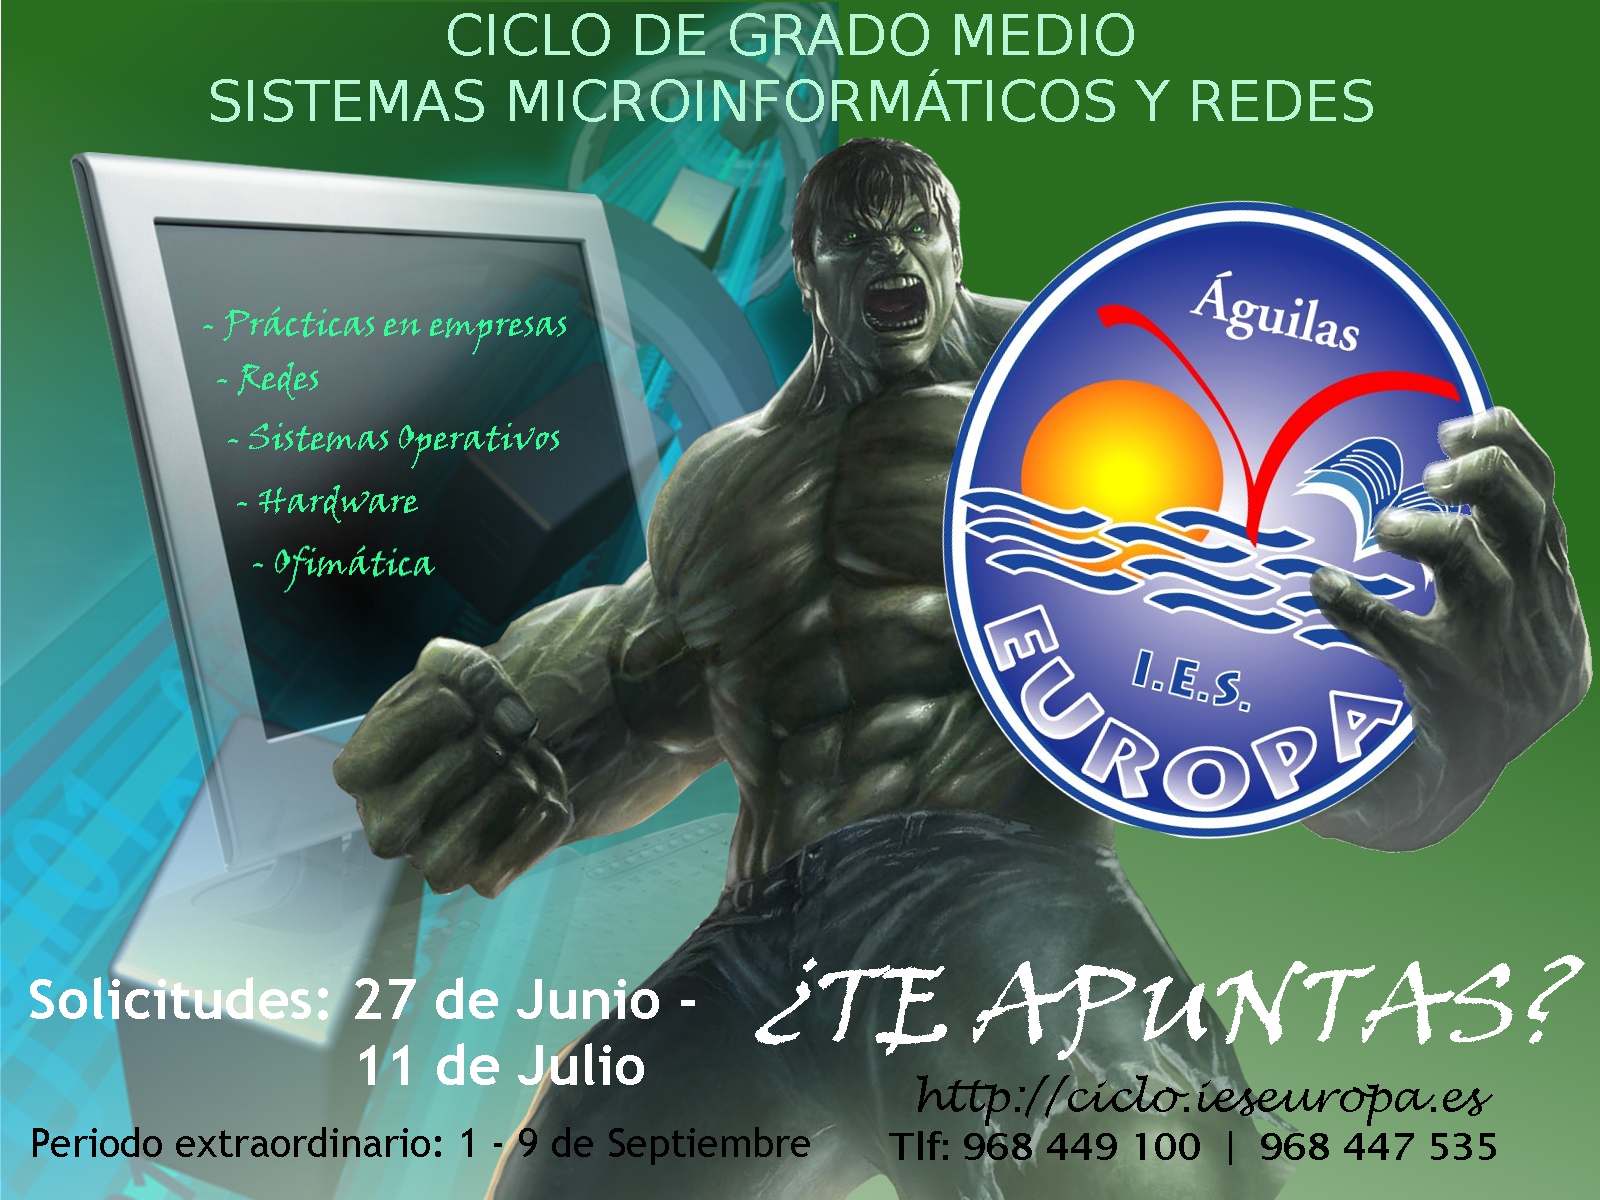 CICLO DE GRADO MEDIO
SISTEMAS MICROINFORMÁTICOS Y REDES
- Prácticas en empresas
- Redes
- Sistemas Operativos
- Hardware
- Ofimática
Águilas
I.E.S.
EUROPA
Solicitudes: 27 de Junio -
11 de Julio
Periodo extraordinario: 1 - 9 de Septiembre
¿TE APUNTAS?
http://ciclo.ieseuropa.es
Tlf: 968 449 100 | 968 447 535